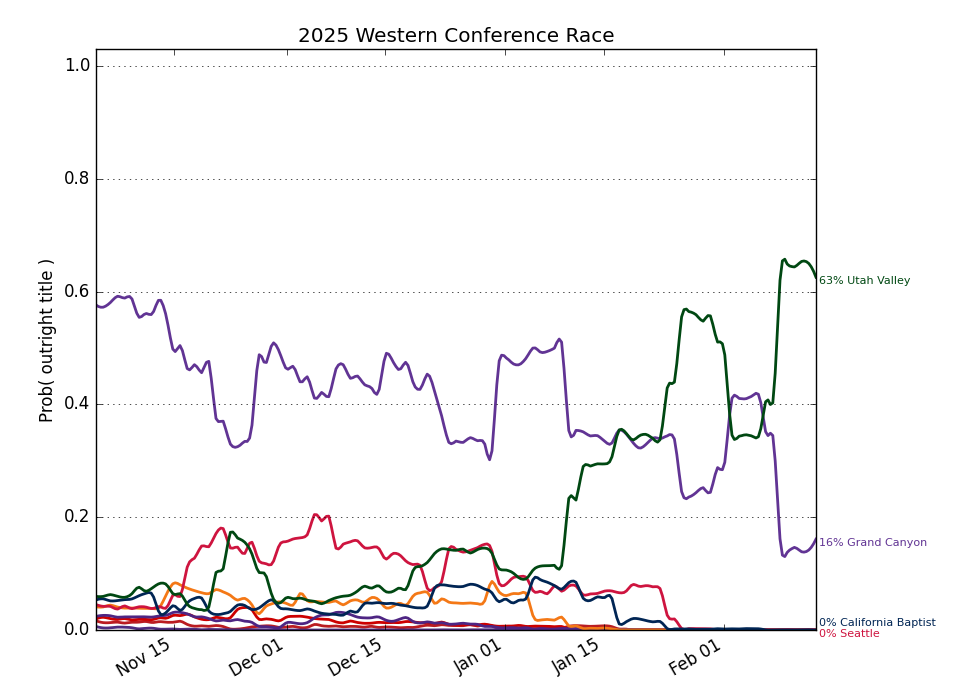 2025 Western Conference Race
Prob( outright title )
1.0
0.8
0.6
0.4
0.2
0.0
63% Utah Valley
16% Grand Canyon
0% California Baptist
0% Seattle
Nov 15
Dec 01
Dec 15
Jan 01
Jan 15
Feb 01